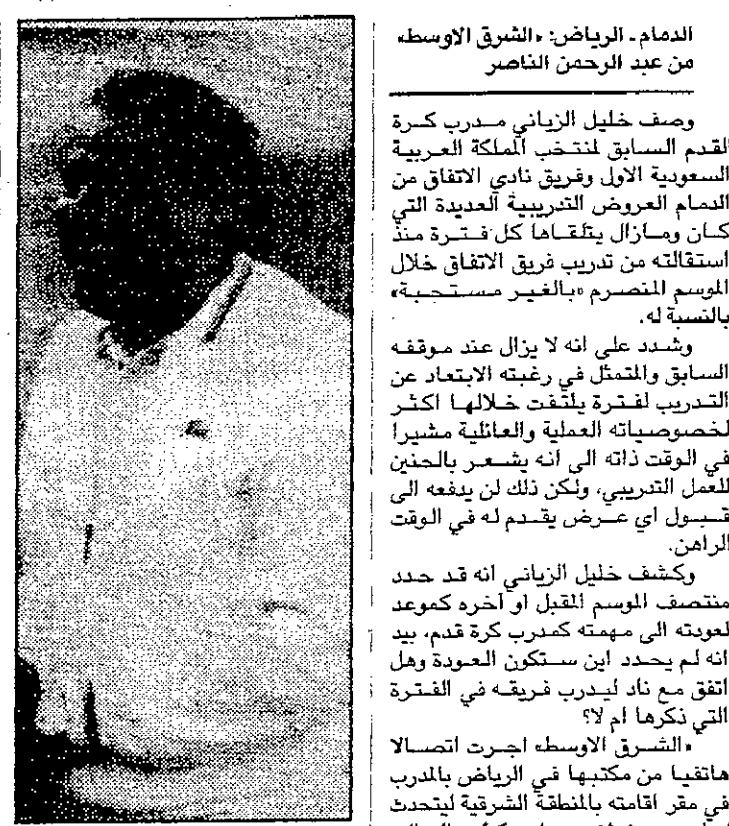 الدمام ـ الرياض: «الشرق الاوسط»
من عبد الرحمن الناصر
وصف خليل الزياني مدرب كرة
القدم السابق لمنتخب المملكة العربية
السعودية الاول وفريق نادي الاتفاق من
الدمام العروض التدريبية العديدة التي
كان ومازال يتلقاها كل فترة منذ
استقالته من تدريب فريق الاتفاق خلال
الموسم المنصرم «بالغير مستجبة»
بالنسبة له.
وشدد على انه لا يزال عند موقفه
السابق والمتمثل في رغبته الابتعاد عن
التدريب لفترة يلتفت خلالها اكثر
لخصوصياته العملية والعائلية مشيرا
في الوقت ذاته الى انه يشعر بالحنين
للعمل التدريبي، ولكن ذلك لن يدفعه الى
قبول اي عرض يقدم له في الوقت
الراهن.
وكشف خليل الزياني انه قد حدد
منتصف الموسم المقبل او آخره كموعد
لعودته الى مهمته كمدرب كرة قدم، بيد
انه لم يحدد اين ستكون العودة وهل
اتفق مع ناد ليدرب فريقه في الفترة
التي ذكرها ام لا؟
«الشرق الاوسط» اجرت اتصالا
هاتفيا من مكتبها في الرياض بالمدرب
في مقر اقامته بالمنطقة الشرقية ليتحدث